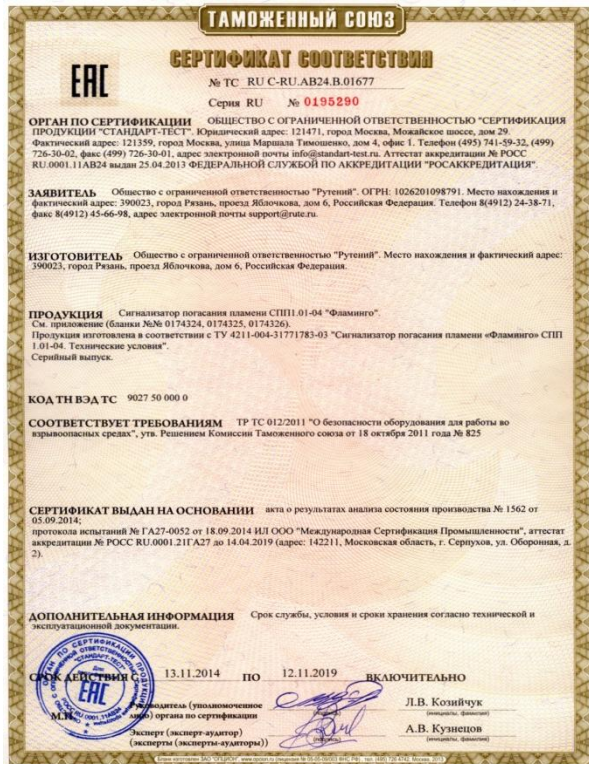 ТАМОЖЕННЫЙ СОЮЗ
СЕРТИФИКАТ СООТВЕТСТВИЯ
ЕАС
№ ТС RU C-RU.АВ24.В.01677
Серия RU № 0195290
ОРГАН ПО СЕРТИФИКАЦИИ ОБЩЕСТВО С ОГРАНИЧЕННОЙ ОТВЕТСТВЕННОСТЬЮ "СЕРТИФИКАЦИЯ
ПРОДУКЦИИ "СТАНДАРТ-ТЕСТ". Юридический адрес: 121471, город Москва, Можайское шоссе, дом 29.
Фактический адрес: 121359, город Москва, улица Маршала Тимошенко, дом 4, офис 1. Телефон (495) 741-59-32, (499)
726-30-02, факс (499) 726-30-01, адрес электронной почты info@standart-test.ru. Аттестат аккредитации № РОСС
RU.0001.11АВ24 выдан 25.04.2013 ФЕДЕРАЛЬНОЙ СЛУЖБОЙ ПО АККРЕДИТАЦИИ "РОСАККРЕДИТАЦИЯ".
ЗАЯВИТЕЛЬ Общество с ограниченной ответственностью "Рутений". ОГРН: 1026201098791. Место нахождения и
фактический адрес: 390023, город Рязань, проезд Яблочкова, дом 6, Российская Федерация. Телефон 8(4912) 24-38-71,
факс 8(4912) 45-66-98, адрес электронной почты support@rute.ru.
ИЗГОТОВИТЕЛЬ Общество с ограниченной ответственностью "Рутений". Место нахождения и фактический адрес:
390023, город Рязань, проезд Яблочкова, дом 6, Российская Федерация.
ПРОДУКЦИЯ Сигнализатор погасания пламени СПП1.01-04 "Фламинго".
См. приложение (бланки №№ 0174324, 0174325, 0174326).
Продукция изготовлена в соответствии с ТУ 4211-004-31771783-03 "Сигнализатор погасания пламени «Фламинго» СПП
1.01-04. Технические условия".
Серийный выпуск.
КОД ТН ВЭД ТС 9027 50 000 0
СООТВЕТСТВУЕТ ТРЕБОВАНИЯМ ТР ТС 012/2011 "О безопасности оборудования для работы во
взрывоопасных средах", утв. Решением Комиссии Таможенного союза от 18 октября 2011 года № 825
СЕРТИФИКАТ ВЫДАН НА ОСНОВАНИИ акта о результатах анализа состояния производства № 1562 от
05.09.2014;
протокола испытаний № ГА27-0052 от 18.09.2014 ИЛ ООО "Международная Сертификация Промышленности", аттестат
аккредитации № РОСС RU.0001.21ГА27 до 14.04.2019 (адрес: 142211, Московская область, г. Серпухов, ул. Оборонная, д.
2).
ДОПОЛНИТЕЛЬНАЯ ИНФОРМАЦИЯ Срок службы, условия и сроки хранения согласно технической и
эксплуатационной документации.
СРОК ДЕЙСТВИЯ С 13.11.2014 ПО 12.11.2019 ВКЛЮЧИТЕЛЬНО
М.П.
Руководитель (уполномоченное
лицо) органа по сертификации
(подпись)
Л.В. Козийчук
(инициалы, фамилия)
Эксперт (эксперт-аудитор)
(эксперты (эксперты-аудиторы))
(подпись)
А.В. Кузнецов
(инициалы, фамилия)
ОРГАН ПО СЕРТИФИКАЦИИ ПРОДУКЦИИ
"СТАНДАРТ-ТЕСТ"
ЕАС